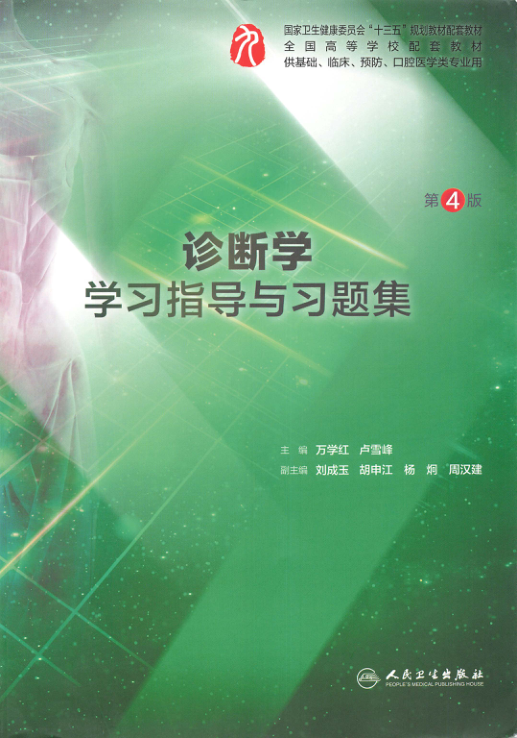 国家卫生健康委员会“十三五”规划教材配套教材
全国高等学校配套教材
供基础、临床、预防、口腔医学类专业用
第4版
诊断学
学习指导与习题集
主 编 万学红 卢雪峰
副主编 刘成玉 胡申江 杨 炯 周汉建
人民卫生出版社
PEOPLE'S MEDICAL PUBLISHING HOUSE